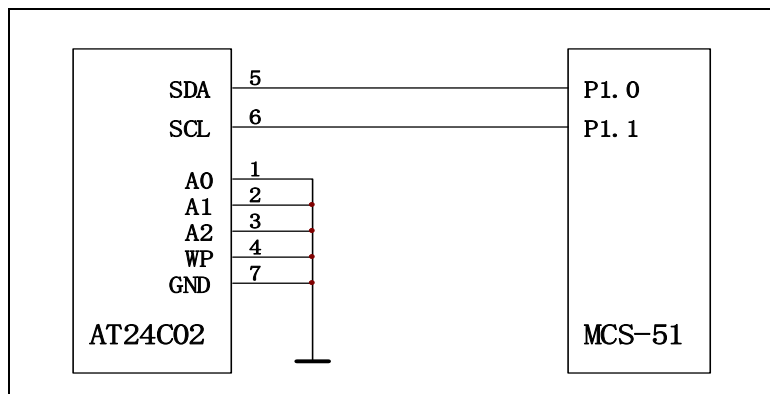 SDA 5 P1.0
SCL 6 P1.1
A0 1
A1 2
A2 3
WP 4
GND 7
AT24C02 MCS-51